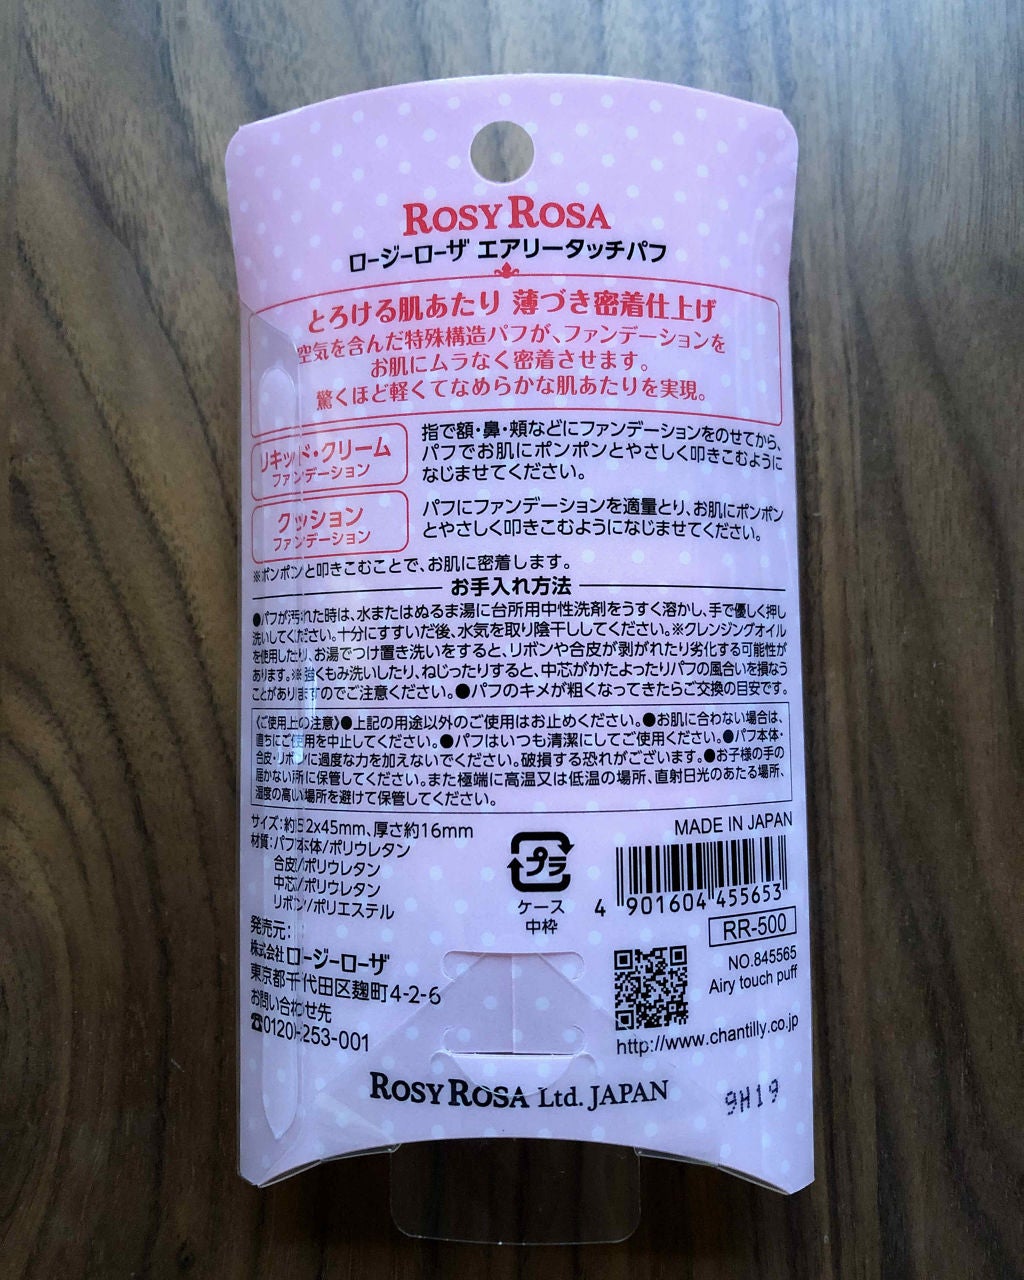 ROSY ROSA
ロージーローザ エアリータッチパフ
とろける肌あたり 薄づき密着仕上げ
空気を含んだ特殊構造パフが、ファンデーションを
お肌にムラなく密着させます。
驚くほど軽くてなめらかな肌あたりを実現。
リキッド・クリーム
ファンデーション
指で額・鼻・頬などにファンデーションをのせてから、
パフでお肌にポンポンとやさしく叩きこむように
なじませてください。
クッション
ファンデーション
パフにファンデーションを適量とり、お肌にポンポン
とやさしく叩きこむようになじませてください。
※ポンポンと叩きこむことで、お肌に密着します。
お手入れ方法
●パフが汚れた時は、水またはぬるま湯に台所用中性洗剤をうすく溶かし、手で優しく押し
洗いしてください。十分にすすいだ後、水気を取り陰干ししてください。※クレンジングオイル
を使用したり、お湯でつけ置き洗いをすると、リボンや合皮が剥がれたり劣化する可能性が
あります。※強くもみ洗いしたり、ねじったりすると、中芯がかたよったりパフの風合いを損なう
ことがありますのでご注意ください。●パフのキメが粗くなってきたらご交換の目安です。
《ご使用上の注意》●上記の用途以外のご使用はお止めください。●お肌に合わない場合は、
直ちにご使用を中止してください。●パフはいつも清潔にしてご使用ください。●パフ本体・
合皮・リボンに過度な力を加えないでください。破損する恐れがございます。●お子様の手の
届かない所に保管してください。また極端に高温又は低温の場所、直射日光のあたる場所、
湿度の高い場所を避けて保管してください。
サイズ:約52x45mm、厚さ約16mm
材質:パフ本体/ポリウレタン
合皮/ポリウレタン
中芯/ポリウレタン
リボン/ポリエステル
発売元:
株式会社ロージーローザ
東京都千代田区麹町4-2-6
お問い合わせ先
☎0120-253-001
プラ
ケース
中枠
MADE IN JAPAN
4 901604 455653
RR-500
NO.845565
Airy touch puff
http://www.chantilly.co.jp
ROSY ROSA Ltd. JAPAN
9H19